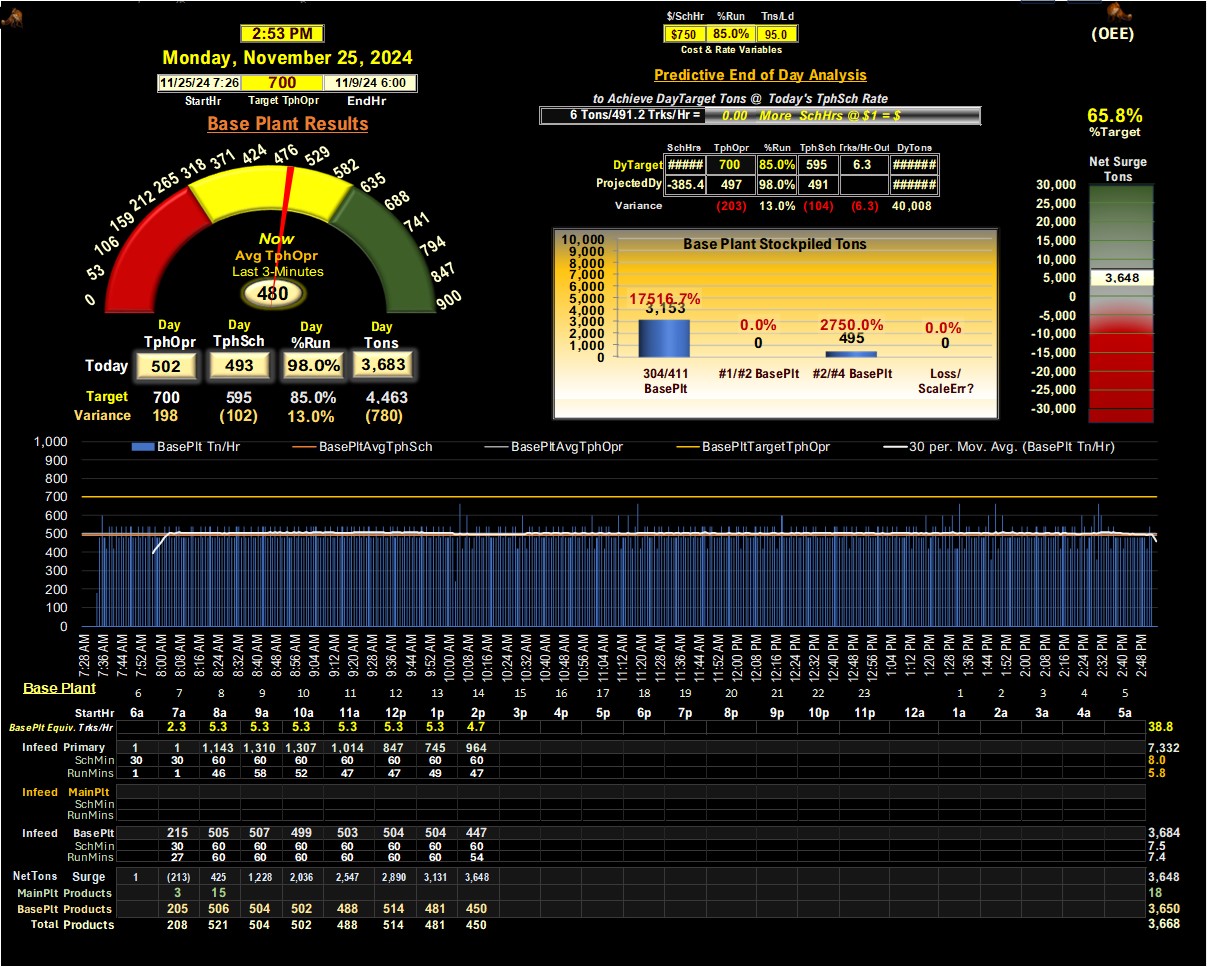 $/SchHr %Run Tns/Ld
2:53 PM $750 85.0% 95.0 (OEE)
Cost & Rate Variables
Monday, November 25, 2024
11/25/24 7:26 700 11/9/24 6:00
StartHr Target TphOpr EndHr
Base Plant Results
Predictive End of Day Analysis
to Achieve DayTarget Tons @ Today's TphSch Rate
6 Tons/491.2 Trks/Hr = 0.00 More SchHrs @ $1 = $
65.8%
%Target
SchHrs TphOpr %Run Tph Sch Trks/Hr-Out DyTons
DyTarget ##### 700 85.0% 595 6.3 ######
ProjectedDy -385.4 497 98.0% 491 ######
Variance (203) 13.0% (104) (6.3) 40,008
0 53 106 159 212 265 318 371 424 476 529 582 635 688 741 794 847 900
Now
Avg TphOpr
Last 3-Minutes
480
Day TphOpr
Day TphSch
Day %Run
Day Tons
Today 502 493 98.0% 3,683
Target 700 595 85.0% 4,463
Variance 198 (102) 13.0% (780)
Base Plant Stockpiled Tons
10,000
9,000
8,000
7,000
6,000
5,000
4,000
3,000
2,000
1,000
0
17516.7% 0.0% 2750.0% 0.0%
3,153 0 495 0
304/411 BasePlt
#1/#2 BasePlt
#2/#4 BasePlt
Loss/ ScaleErr?
Net Surge
Tons
30,000
25,000
20,000
15,000
10,000
5,000
0
-5,000
-10,000
-15,000
-20,000
-25,000
-30,000
3,648
BasePlt Tn/Hr BasePltAvgTphSch BasePltAvgTphOpr BasePltTargetTphOpr 30 per. Mov. Avg. (BasePlt Tn/Hr)
1,000
900
800
700
600
500
400
300
200
100
0
7:28 AM 7:36 AM 7:44 AM 7:52 AM 8:00 AM 8:08 AM 8:16 AM 8:24 AM 8:32 AM 8:40 AM 8:48 AM 8:56 AM 9:04 AM 9:12 AM 9:20 AM 9:28 AM 9:36 AM 9:44 AM 9:52 AM 10:00 AM 10:08 AM 10:16 AM 10:24 AM 10:32 AM 10:40 AM 10:48 AM 10:56 AM 11:04 AM 11:12 AM 11:20 AM 11:28 AM 11:36 AM 11:44 AM 11:52 AM 12:00 PM 12:08 PM 12:16 PM 12:24 PM 12:32 PM 12:40 PM 12:48 PM 12:56 PM 1:04 PM 1:12 PM 1:20 PM 1:28 PM 1:36 PM 1:44 PM 1:52 PM 2:00 PM 2:08 PM 2:16 PM 2:24 PM 2:32 PM 2:40 PM 2:48 PM
Base Plant 6 7 8 9 10 11 12 13 14 15 16 17 18 19 20 21 22 23 1 2 3 4 5
StartHr 6a 7a 8a 9a 10a 11a 12p 1p 2p 3p 4p 5p 6p 7p 8p 9p 10p 11p 12a 1a 2a 3a 4a 5a
BasePlt Equiv. Trks/Hr 2.3 5.3 5.3 5.3 5.3 5.3 5.3 4.7 38.8
Infeed Primary 1 1 1,143 1,310 1,307 1,014 847 745 964 7,332
SchMin 30 30 60 60 60 60 60 60 60 8.0
RunMins 1 1 46 58 52 47 47 49 47 5.8
Infeed MainPlt
SchMin
RunMins
Infeed BasePlt 215 505 507 499 503 504 504 447 3,684
SchMin 30 60 60 60 60 60 60 60 7.5
RunMins 27 60 60 60 60 60 60 54 7.4
NetTons Surge 1 (213) 425 1,228 2,036 2,547 2,890 3,131 3,648 3,648
MainPlt Products 3 15 18
BasePlt Products 205 506 504 502 488 514 481 450 3,650
Total Products 208 521 504 502 488 514 481 450 3,668